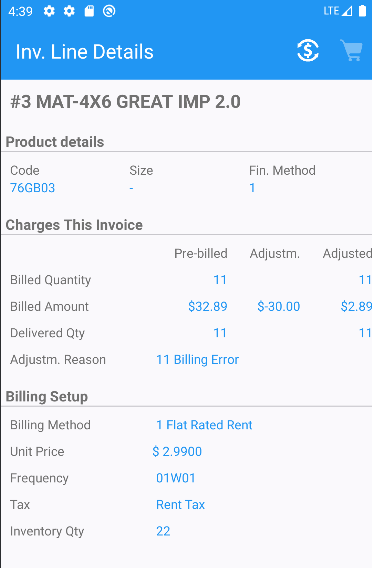 4:39 LTE
Inv. Line Details
#3 MAT-4X6 GREAT IMP 2.0
Product details
Code Size Fin. Method
76GB03 - 1
Charges This Invoice
Pre-billed Adjustm. Adjusted
Billed Quantity 11 11
Billed Amount $32.89 $-30.00 $2.89
Delivered Qty 11 11
Adjustm. Reason 11 Billing Error
Billing Setup
Billing Method 1 Flat Rated Rent
Unit Price $ 2.9900
Frequency 01W01
Tax Rent Tax
Inventory Qty 22